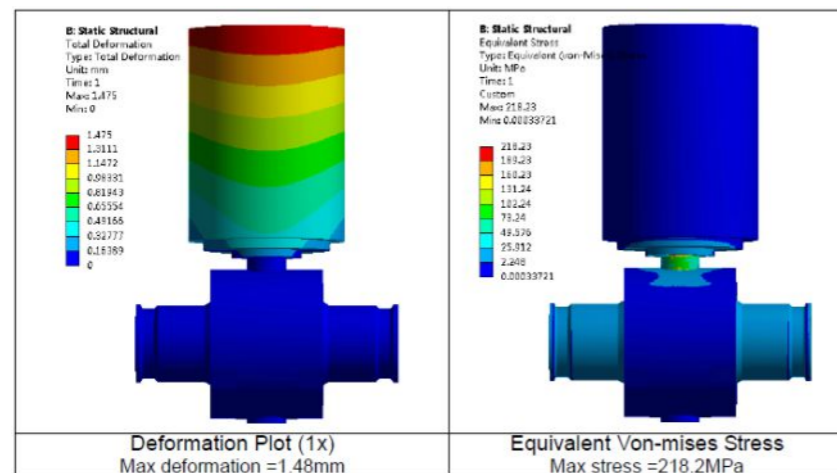 B: Static Structural
Total Deformation
Type: Total Deformation
Unit: mm
Time: 1
Max: 1.475
Min: 0
1.475
1.3111
1.1472
0.98331
0.81943
0.65554
0.49166
0.32777
0.16389
0
B: Static Structural
Equivalent Stress
Type: Equivalent (von-Mises)
Unit: MPa
Time: 1
Custom
Max: 218.23
Min: 0.00033721
218.23
189.23
160.23
131.24
102.24
73.24
2.248
0.00033721
Deformation Plot (1x)
Max deformation =1.48mm
Equivalent Von-mises Stress
Max stress =218.2MPa